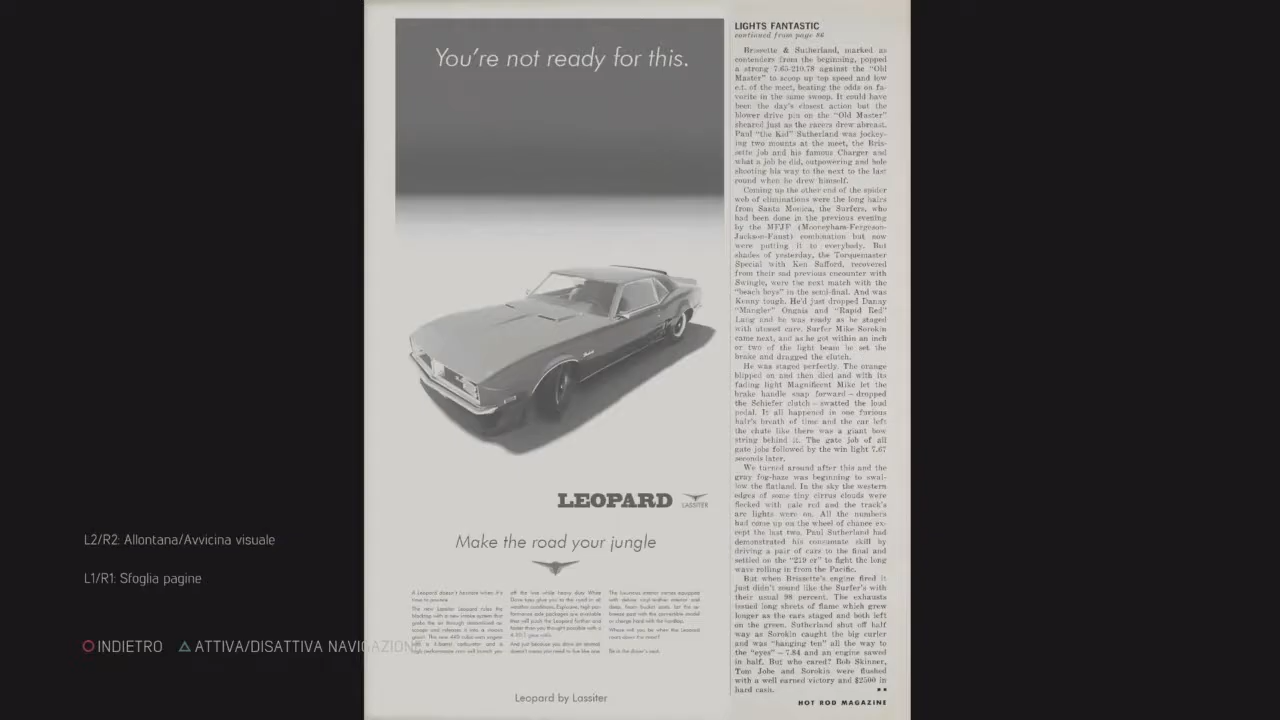 You're not ready for this.
LEOPARD
LASSITER
Make the road your jungle
Leopard by Lassiter
LIGHTS FANTASTIC
continued from page 86
Brissette & Sutherland, marked as
contenders from the beginning, popped
a strong 7.65-210.78 against the "Old
Master" to scoop up top speed and low
e.t. of the meet, beating the odds on fa-
vorite in the same swoop. It could have
been the day's closest action but the
blower drive pin on the "Old Master"
sheared just as the racers drew abreast.
Paul "the Kid" Sutherland was jockey-
ing two mounts at the meet, the Bris-
sette job and his famous Charger and
what a job he did, outpowering and hole
shooting his way to the next to the last
round when he drew himself.
Coming up the other end of the spider
web of eliminations were the long hairs
from Santa Monica, the Surfers, who
had been done in the previous evening
by the MFJF (Mooneyham-Ferguson-
Jackson-Faust) combination but now
were putting it to everybody. But
shades of yesterday, the Torquemaster
Special with Ken Safford, recovered
from their sad previous encounter with
Swingle, were the next match with the
"beach boys" in the semi-final. And was
Kenny tough. He'd just dropped Danny
"Mangler" Ongais and "Rapid Red"
Lang and he was ready as he staged
with utmost care. Surfer Mike Sorokin
came next, and as he got within an inch
or two of the light beam he set the
brake and dragged the clutch.
He was staged perfectly. The orange
blipped on and then died and with its
fading light Magnificent Mike let the
brake handle snap forward – dropped
the Schiefer clutch – swatted the loud
pedal. It all happened in one furious
hair's breath of time and the car left
the chute like there was a giant bow
string behind it. The gate job of all
gate jobs followed by the win light 7.67
seconds later.
We turned around after this and the
gray fog-haze was beginning to swal-
low the flatland. In the sky the western
edges of some tiny cirrus clouds were
flecked with pale red and the track's
arc lights were on. All the numbers
had come up on the wheel of chance ex-
cept the last two. Paul Sutherland had
demonstrated his consumate skill by
driving a pair of cars to the final and
settled on the "219 or" to fight the long
wave rolling in from the Pacific.
But when Brissette's engine fired it
just didn't sound like the Surfer's with
their usual 98 percent. The exhausts
issued long sheets of flame which grew
longer as the cars staged and both left
on the green. Sutherland shut off half
way as Sorokin caught the big curler
and was "hanging ten" all the way to
the "eyes" – 7.84 and an engine sawed
in half. But who cared? Bob Skinner,
Tom Jobe and Sorokin were flushed
with a well earned victory and $2500 in
hard cash.
HOT ROD MAGAZINE
L2/R2: Allontana/Avvicina visuale
L1/R1: Sfoglia pagine
INDIETRO ATTIVA/DISATTIVA NAVIGAZIONE